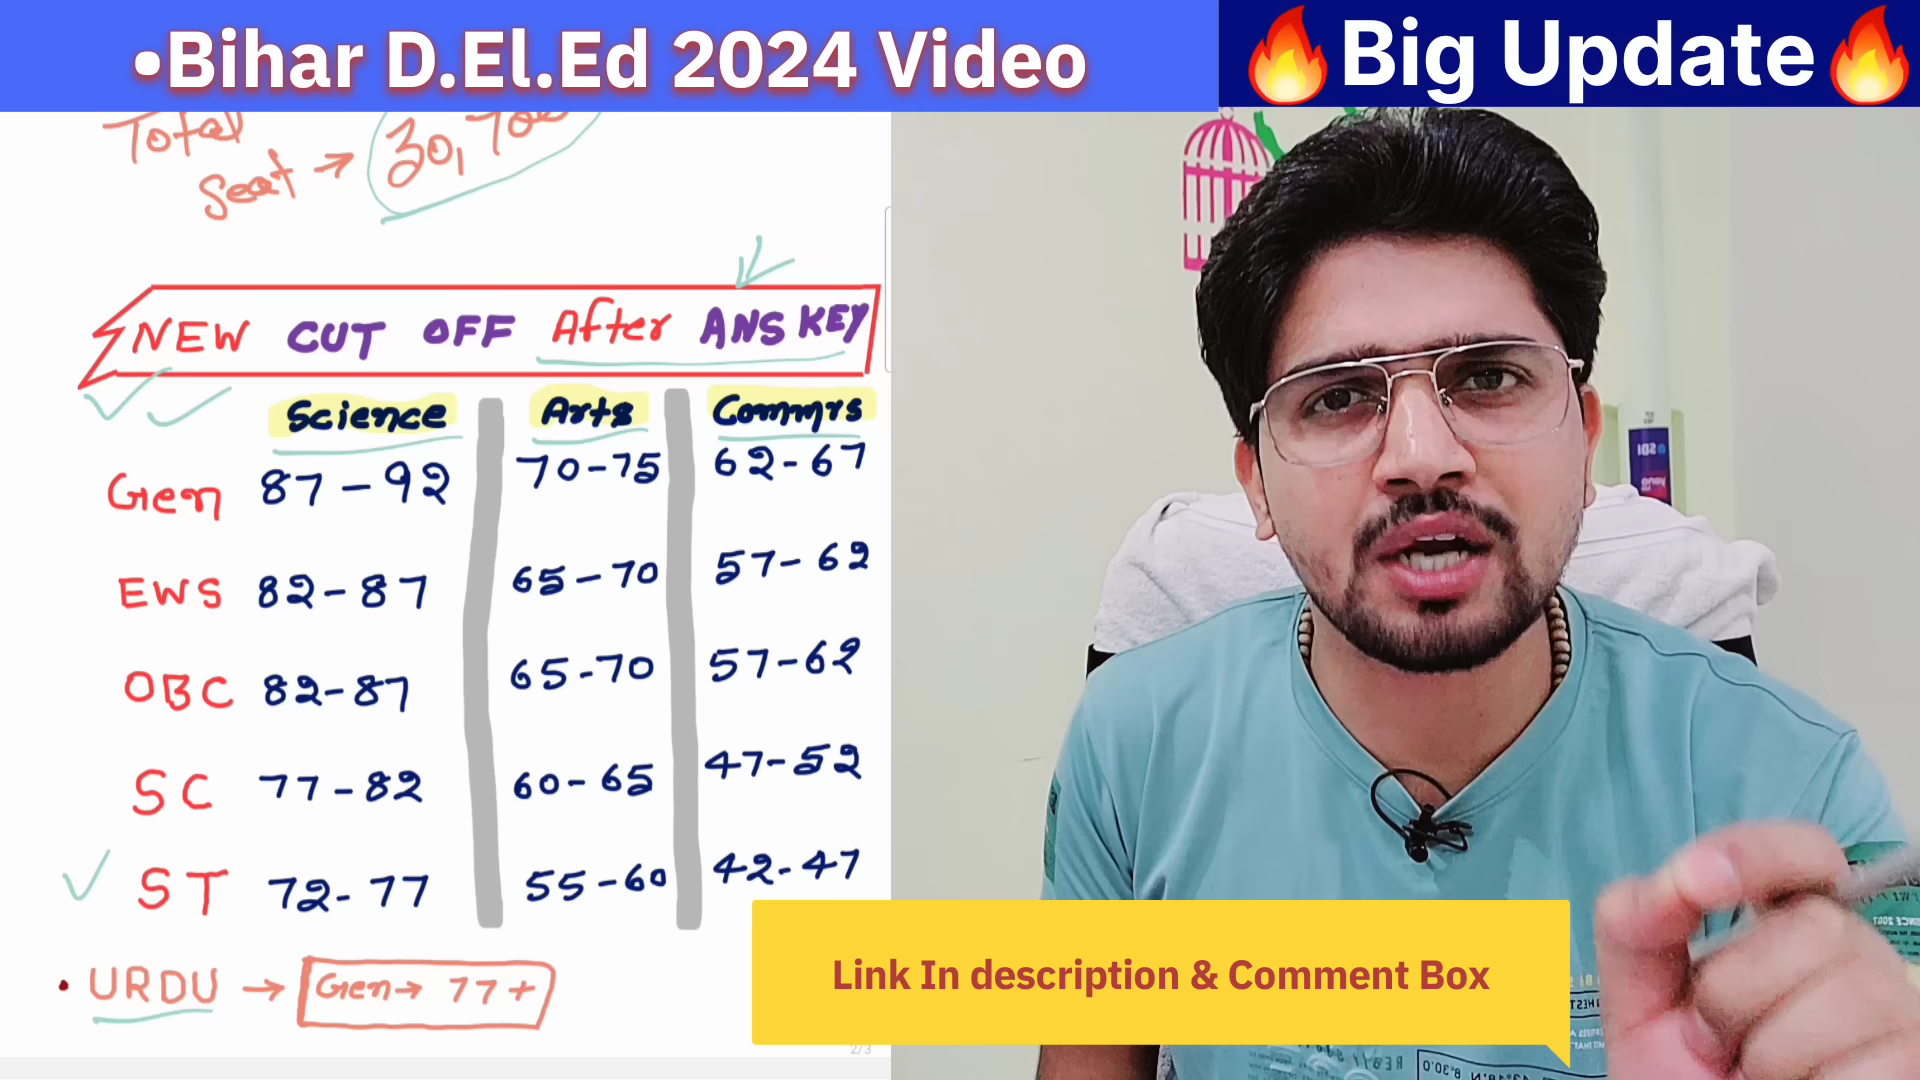 •Bihar D.El.Ed 2024 Video
🔥Big Update🔥
Total
Seat → 30,700
NEW CUT OFF After ANS KEY
Science Arts Commrs
Gen 87-92 70-75 62-67
EWS 82-87 65-70 57-62
OBC 82-87 65-70 57-62
SC 77-82 60-65 47-52
ST 72-77 55-60 42-47
• URDU → Gen→ 77+
2/3
Link In description & Comment Box